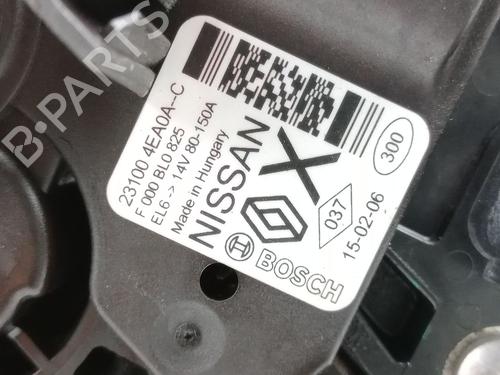 23100 4EA0A--C
F 000 BL0 825
EL6-> 14V 80-150A
Made in Hungary
NISSAN
X
BOSCH
037
15-02-06
300
B-PARTS